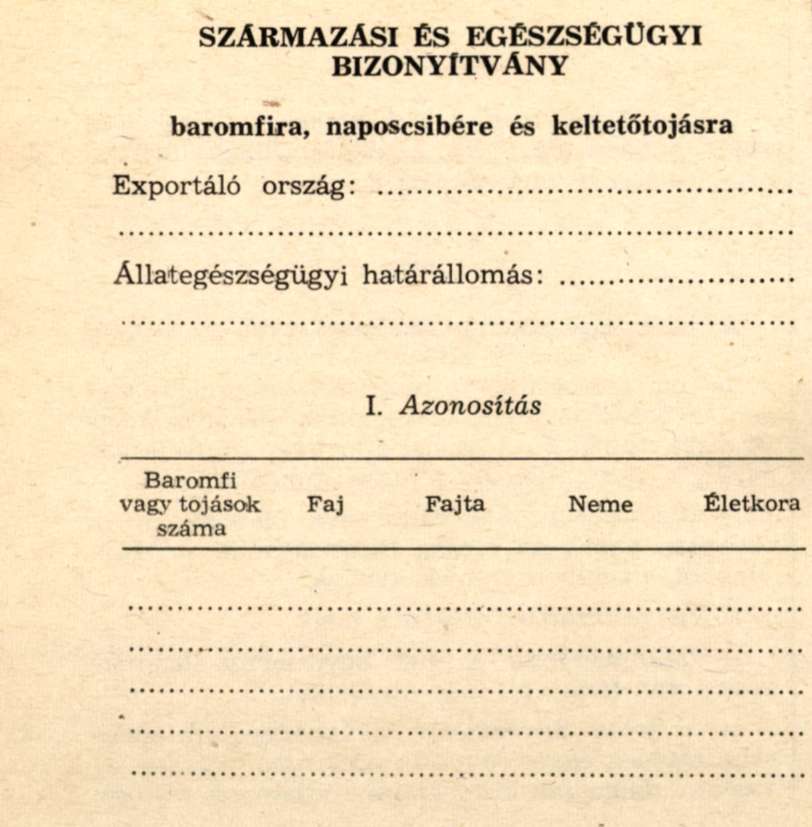 SZÁRMAZÁSI ÉS EGÉSZSÉGÜGYI
BIZONYÍTVÁNY
baromfira, naposcsibére és keltetőtojásra
Exportáló ország: ..........................................
....................................................................
Állategészségügyi határállomás: ........................
....................................................................
I. Azonosítás
Baromfi
vagy tojások
száma
Faj
Fajta
Neme
Életkora
....................................................................
....................................................................
....................................................................
....................................................................
....................................................................